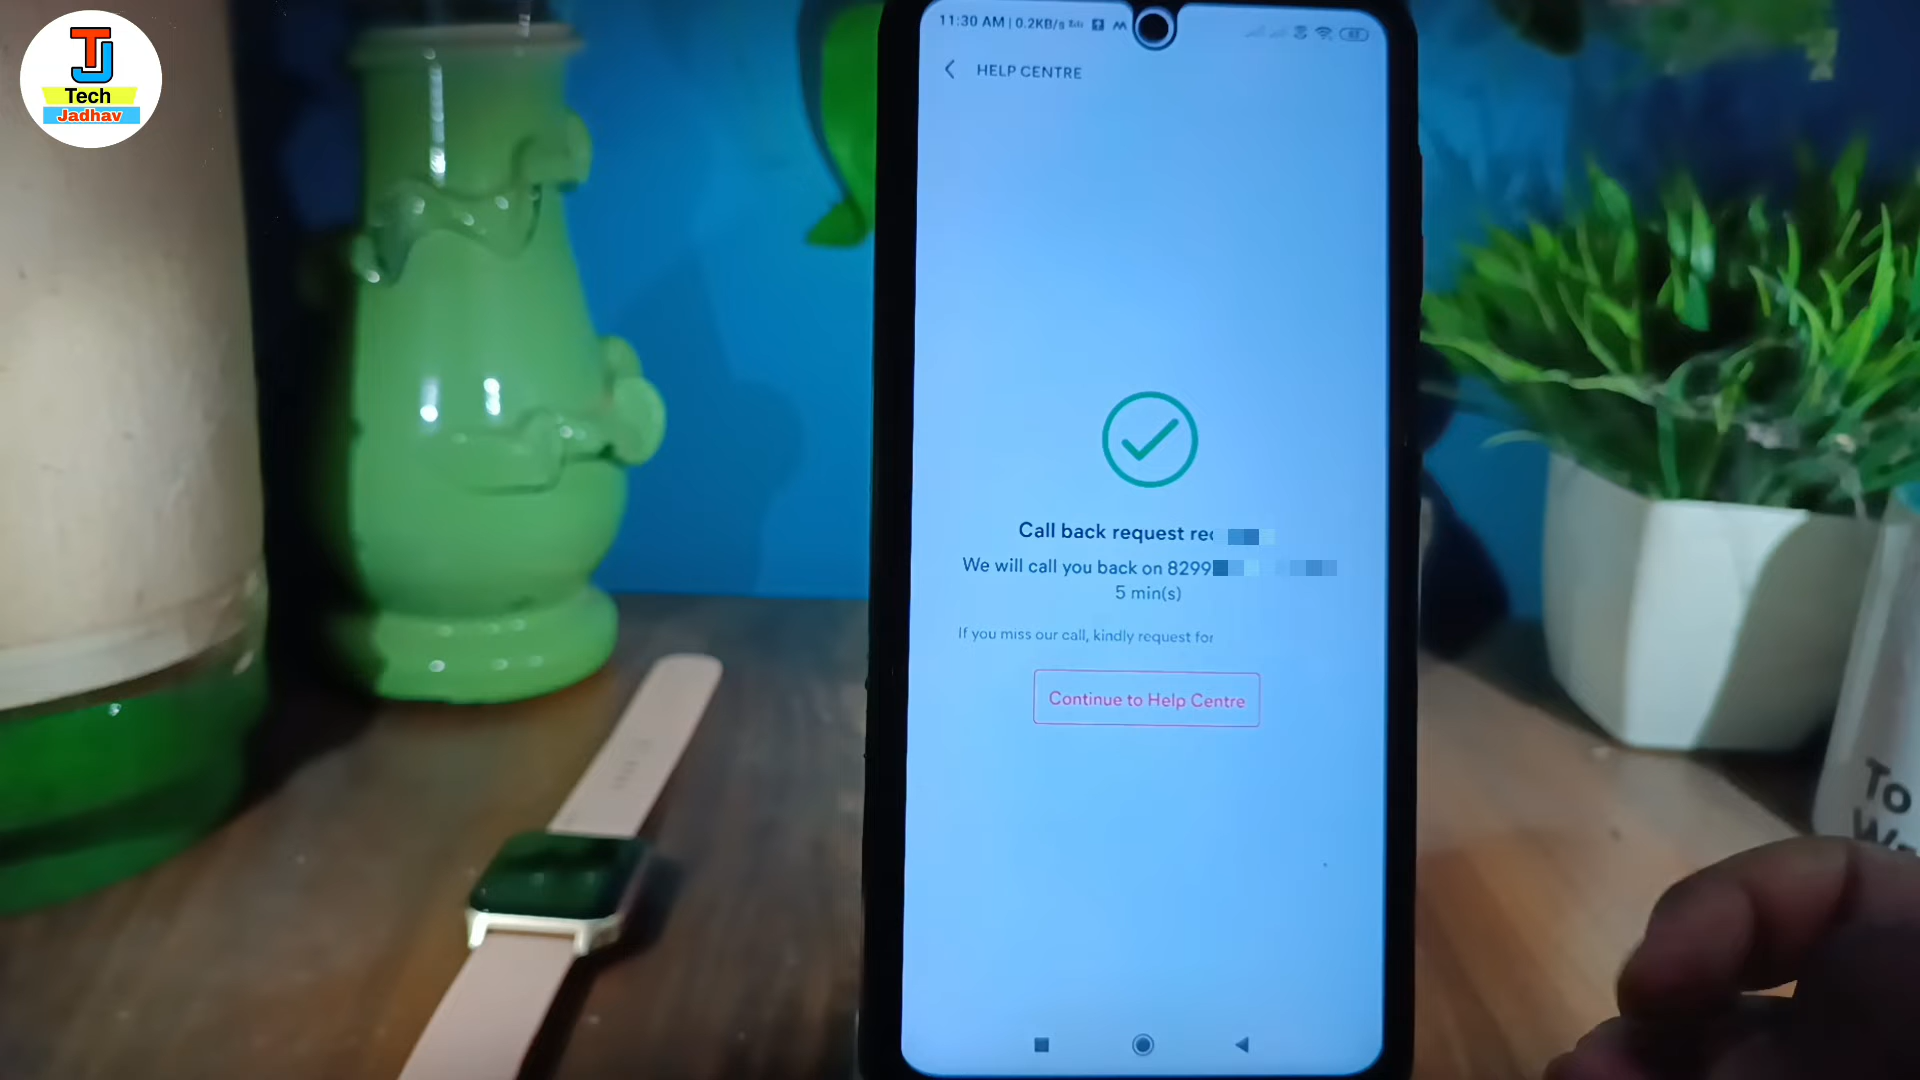 TJ
Tech
Jadhav
11:30 AM | 0.2KB/s
HELP CENTRE
Call back request rec
We will call you back on 8299
5 min(s)
If you miss our call, kindly request for
Continue to Help Centre
To